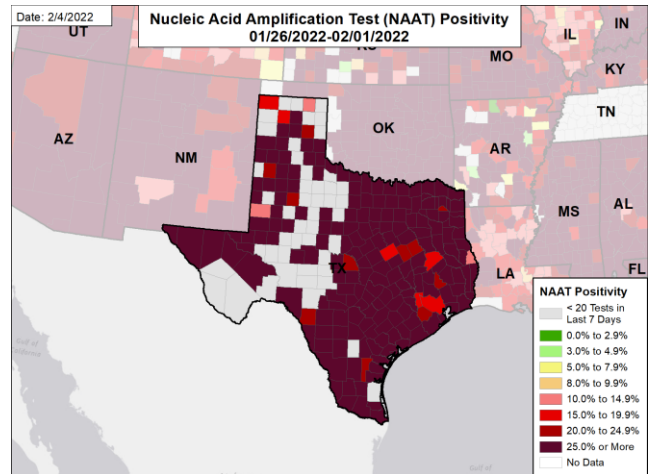 Date: 2/4/2022
Nucleic Acid Amplification Test (NAAT) Positivity
01/26/2022-02/01/2022
UT
MO
IL
IN
KY
TN
AZ
NM
OK
AR
MS
AL
TX
LA
FL
Gulf of
California
NAAT Positivity
< 20 Tests in
Last 7 Days
0.0% to 2.9%
3.0% to 4.9%
5.0% to 7.9%
8.0% to 9.9%
10.0% to 14.9%
15.0% to 19.9%
20.0% to 24.9%
25.0% or More
No Data